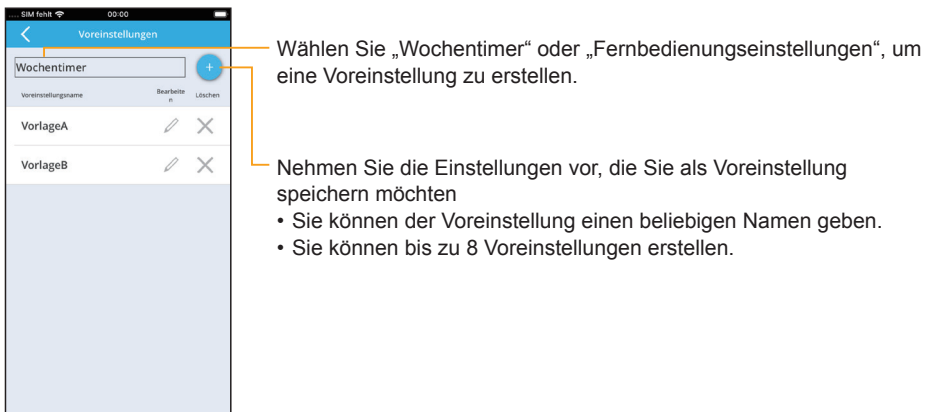 .... SIM fehlt 00:00
Voreinstellungen
Wochentimer
+
Voreinstellungsname Bearbeite
n Löschen
VorlageA
VorlageB
Wählen Sie „Wochentimer“ oder „Fernbedienungseinstellungen“, um
eine Voreinstellung zu erstellen.
Nehmen Sie die Einstellungen vor, die Sie als Voreinstellung
speichern möchten
• Sie können der Voreinstellung einen beliebigen Namen geben.
• Sie können bis zu 8 Voreinstellungen erstellen.